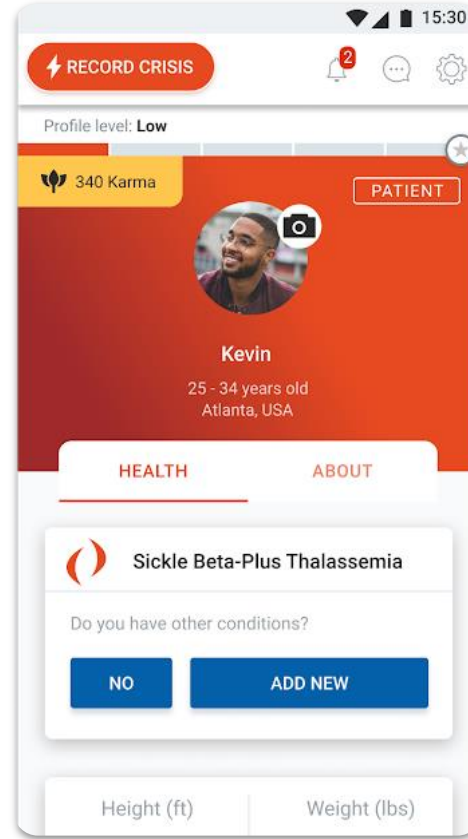 15:30
RECORD CRISIS
2
Profile level: Low
340 Karma
PATIENT
Kevin
25 - 34 years old
Atlanta, USA
HEALTH ABOUT
Sickle Beta-Plus Thalassemia
Do you have other conditions?
NO ADD NEW
Height (ft) Weight (lbs)